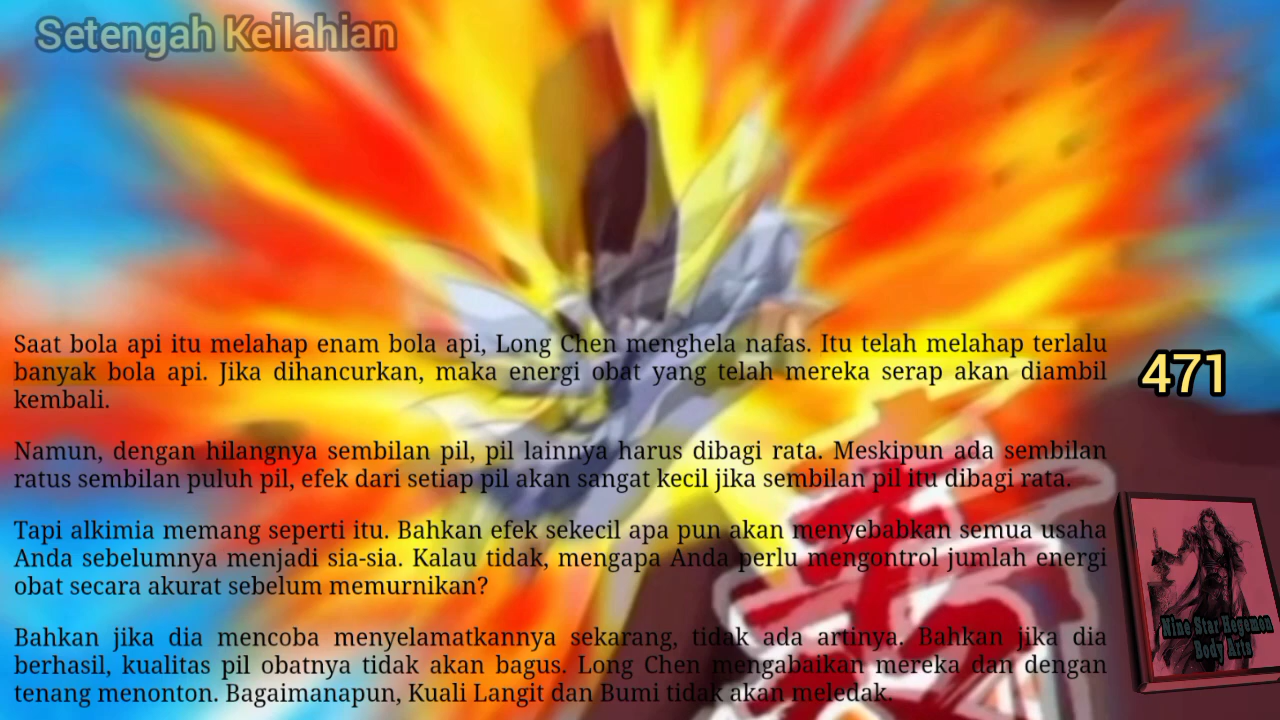 Setengah Keilahian
Saat bola api itu melahap enam bola api, Long Chen menghela nafas. Itu telah melahap terlalu
banyak bola api. Jika dihancurkan, maka energi obat yang telah mereka serap akan diambil
kembali.
471
Namun, dengan hilangnya sembilan pil, pil lainnya harus dibagi rata. Meskipun ada sembilan
ratus sembilan puluh pil, efek dari setiap pil akan sangat kecil jika sembilan pil itu dibagi rata.
Tapi alkimia memang seperti itu. Bahkan efek sekecil apa pun akan menyebabkan semua usaha
Anda sebelumnya menjadi sia-sia. Kalau tidak, mengapa Anda perlu mengontrol jumlah energi
obat secara akurat sebelum memurnikan?
Bahkan jika dia mencoba menyelamatkannya sekarang, tidak ada artinya. Bahkan jika dia
berhasil, kualitas pil obatnya tidak akan bagus. Long Chen mengabaikan mereka dan dengan
tenang menonton. Bagaimanapun, Kuali Langit dan Bumi tidak akan meledak.
Nine Star Hegemon
Body Arts